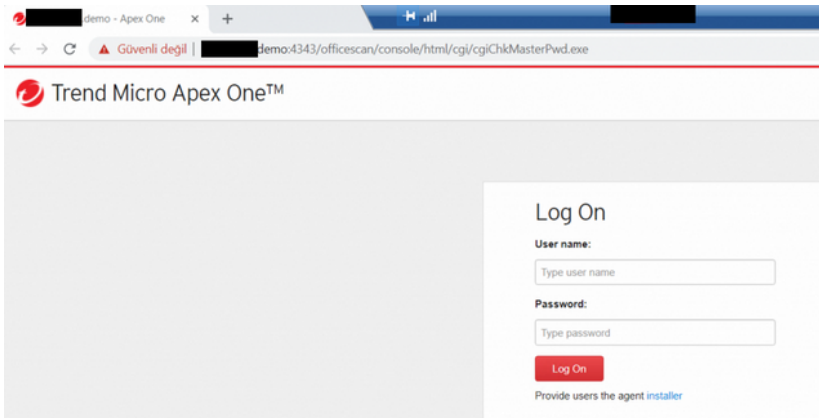 demo - Apex One
Güvenli değil | demo:4343/officescan/console/html/cgi/cgiChkMasterPwd.exe
Trend Micro Apex One™
Log On
User name:
Type user name
Password:
Type password
Log On
Provide users the agent installer